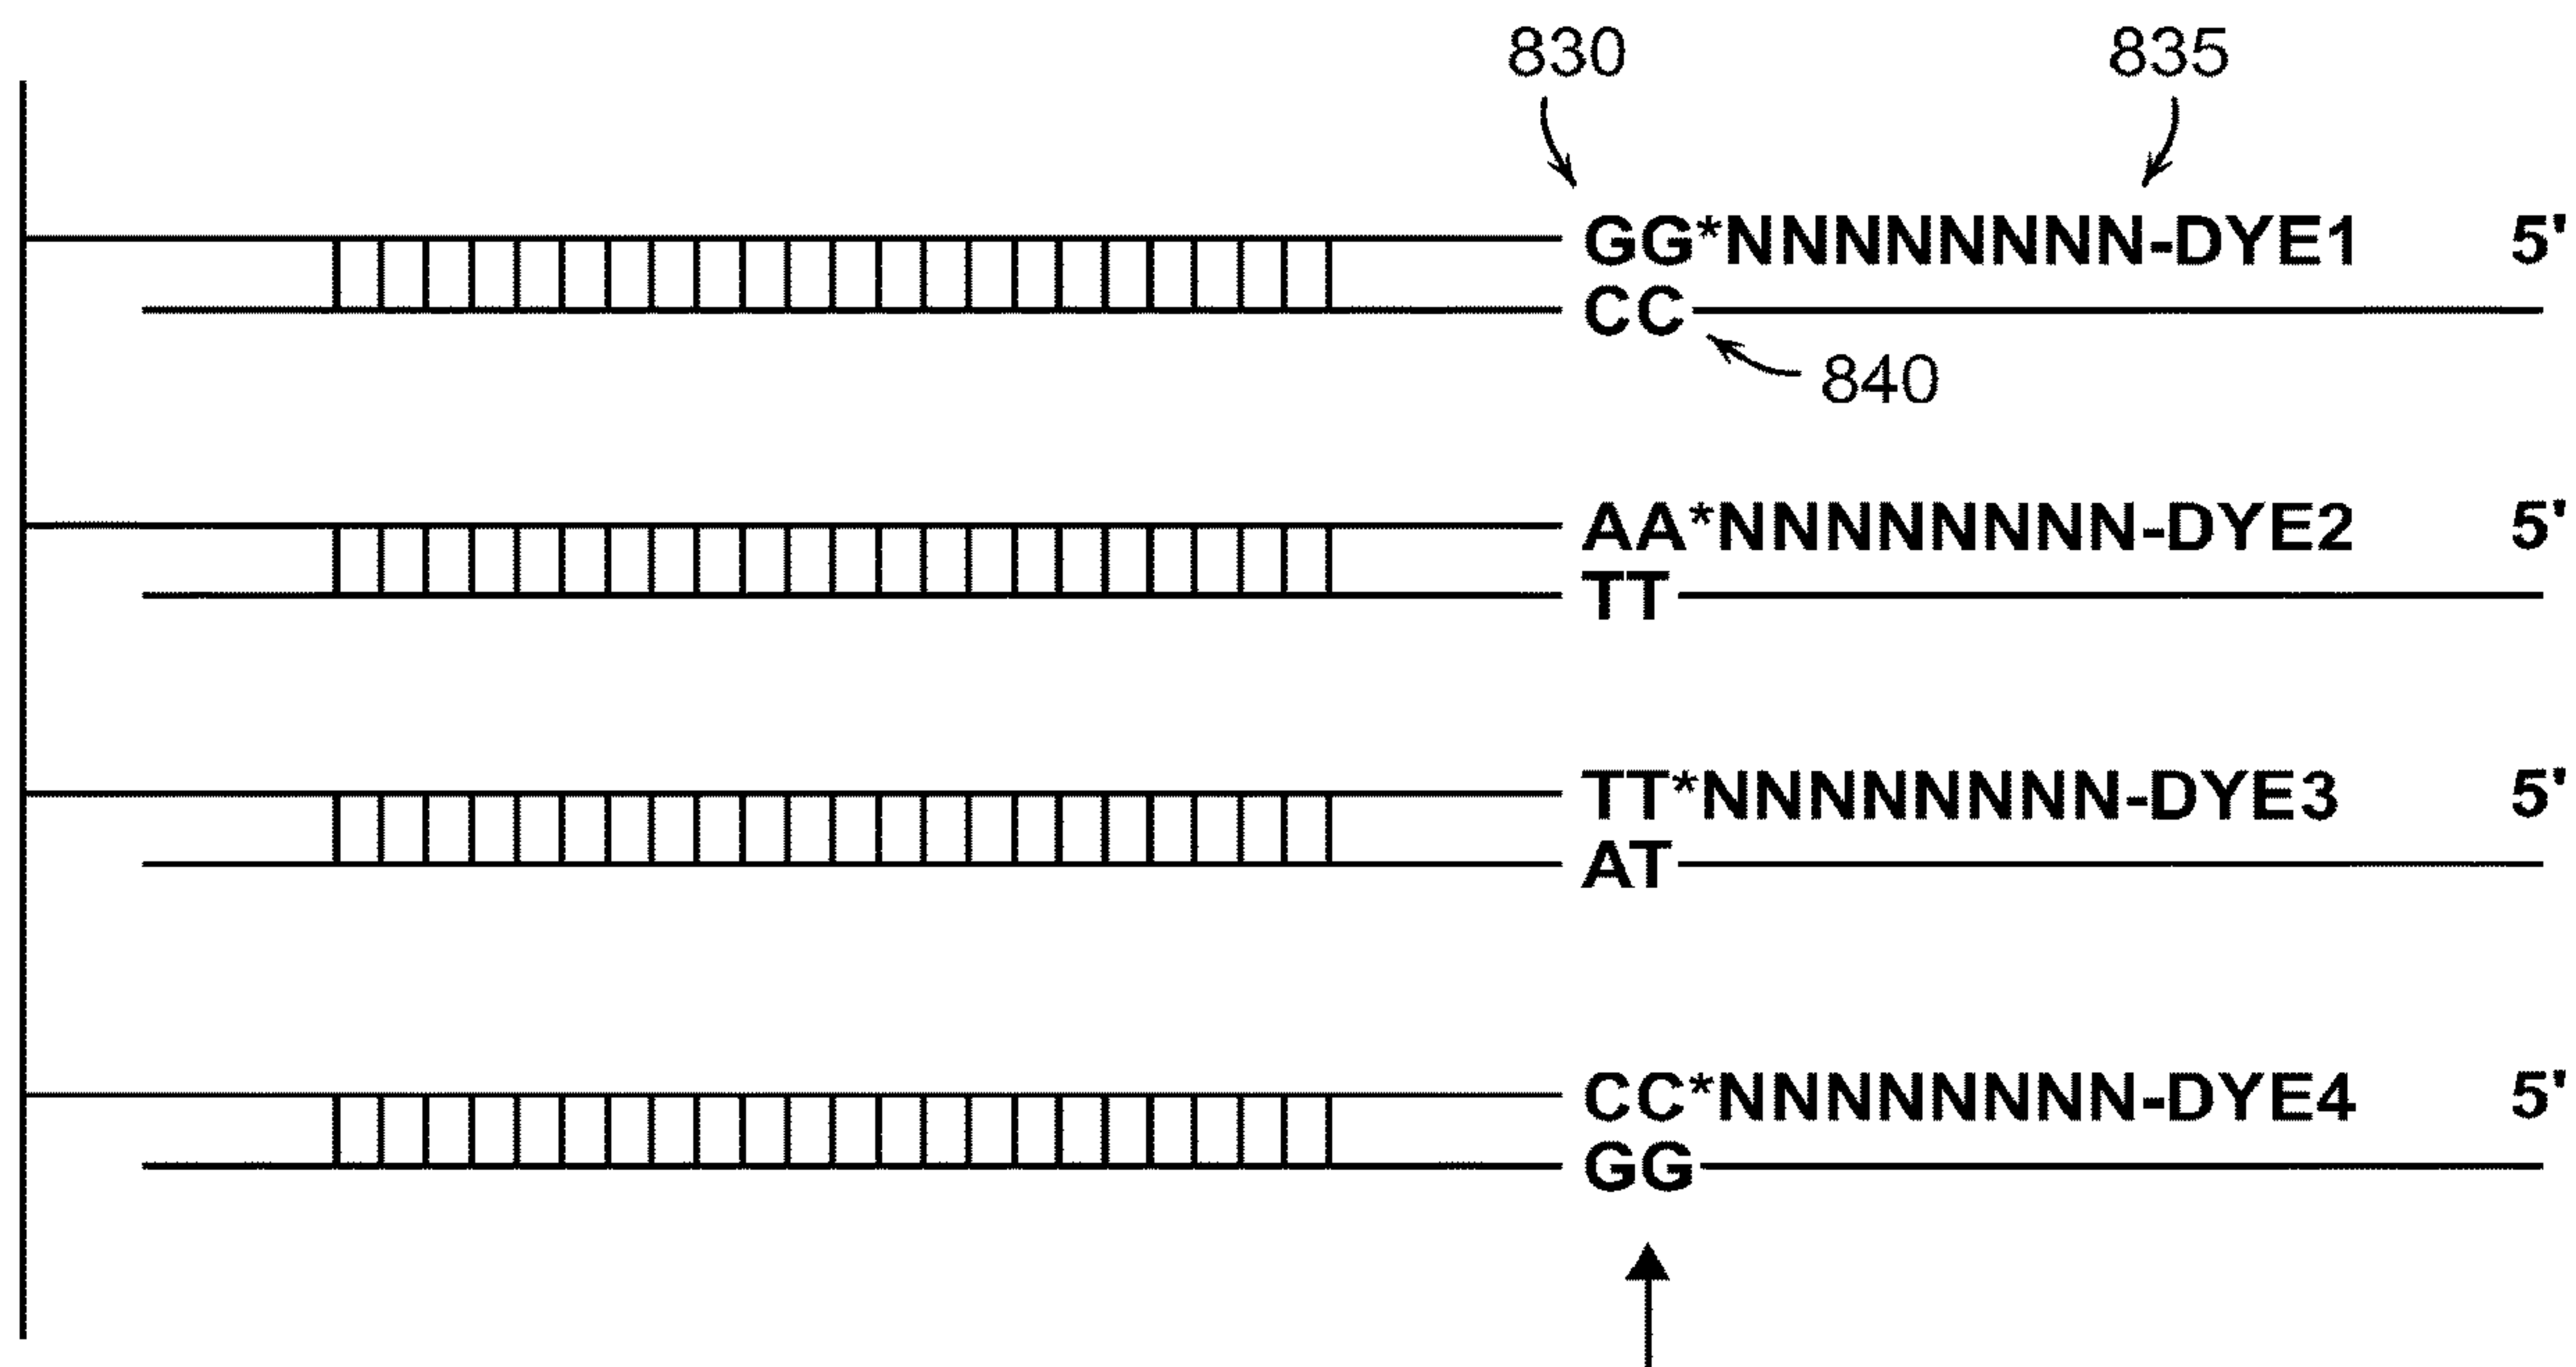 830 835
GG*NNNNNNNN-DYE1 5'
CC
840
AA*NNNNNNNN-DYE2 5'
TT
TT*NNNNNNNN-DYE3 5'
AT
CC*NNNNNNNN-DYE4 5'
GG